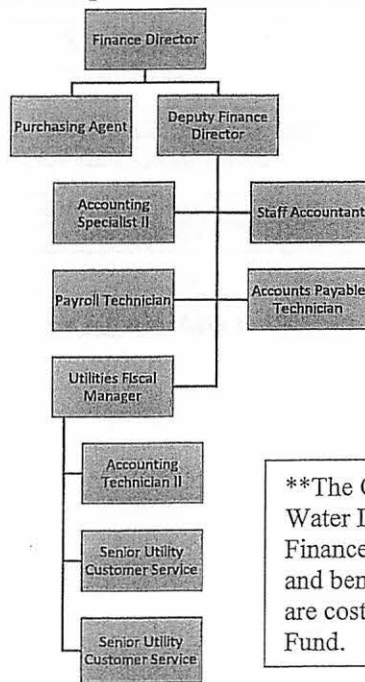 Finance Director
Purchasing Agent
Deputy Finance
Director
Accounting
Specialist II
Staff Accountant
Payroll Technician
Accounts Payable
Technician
Utilities Fiscal
Manager
Accounting
Technician II
Senior Utility
Customer Service
Senior Utility
Customer Service
**The
Water
Finance
and
are cost
Fund.